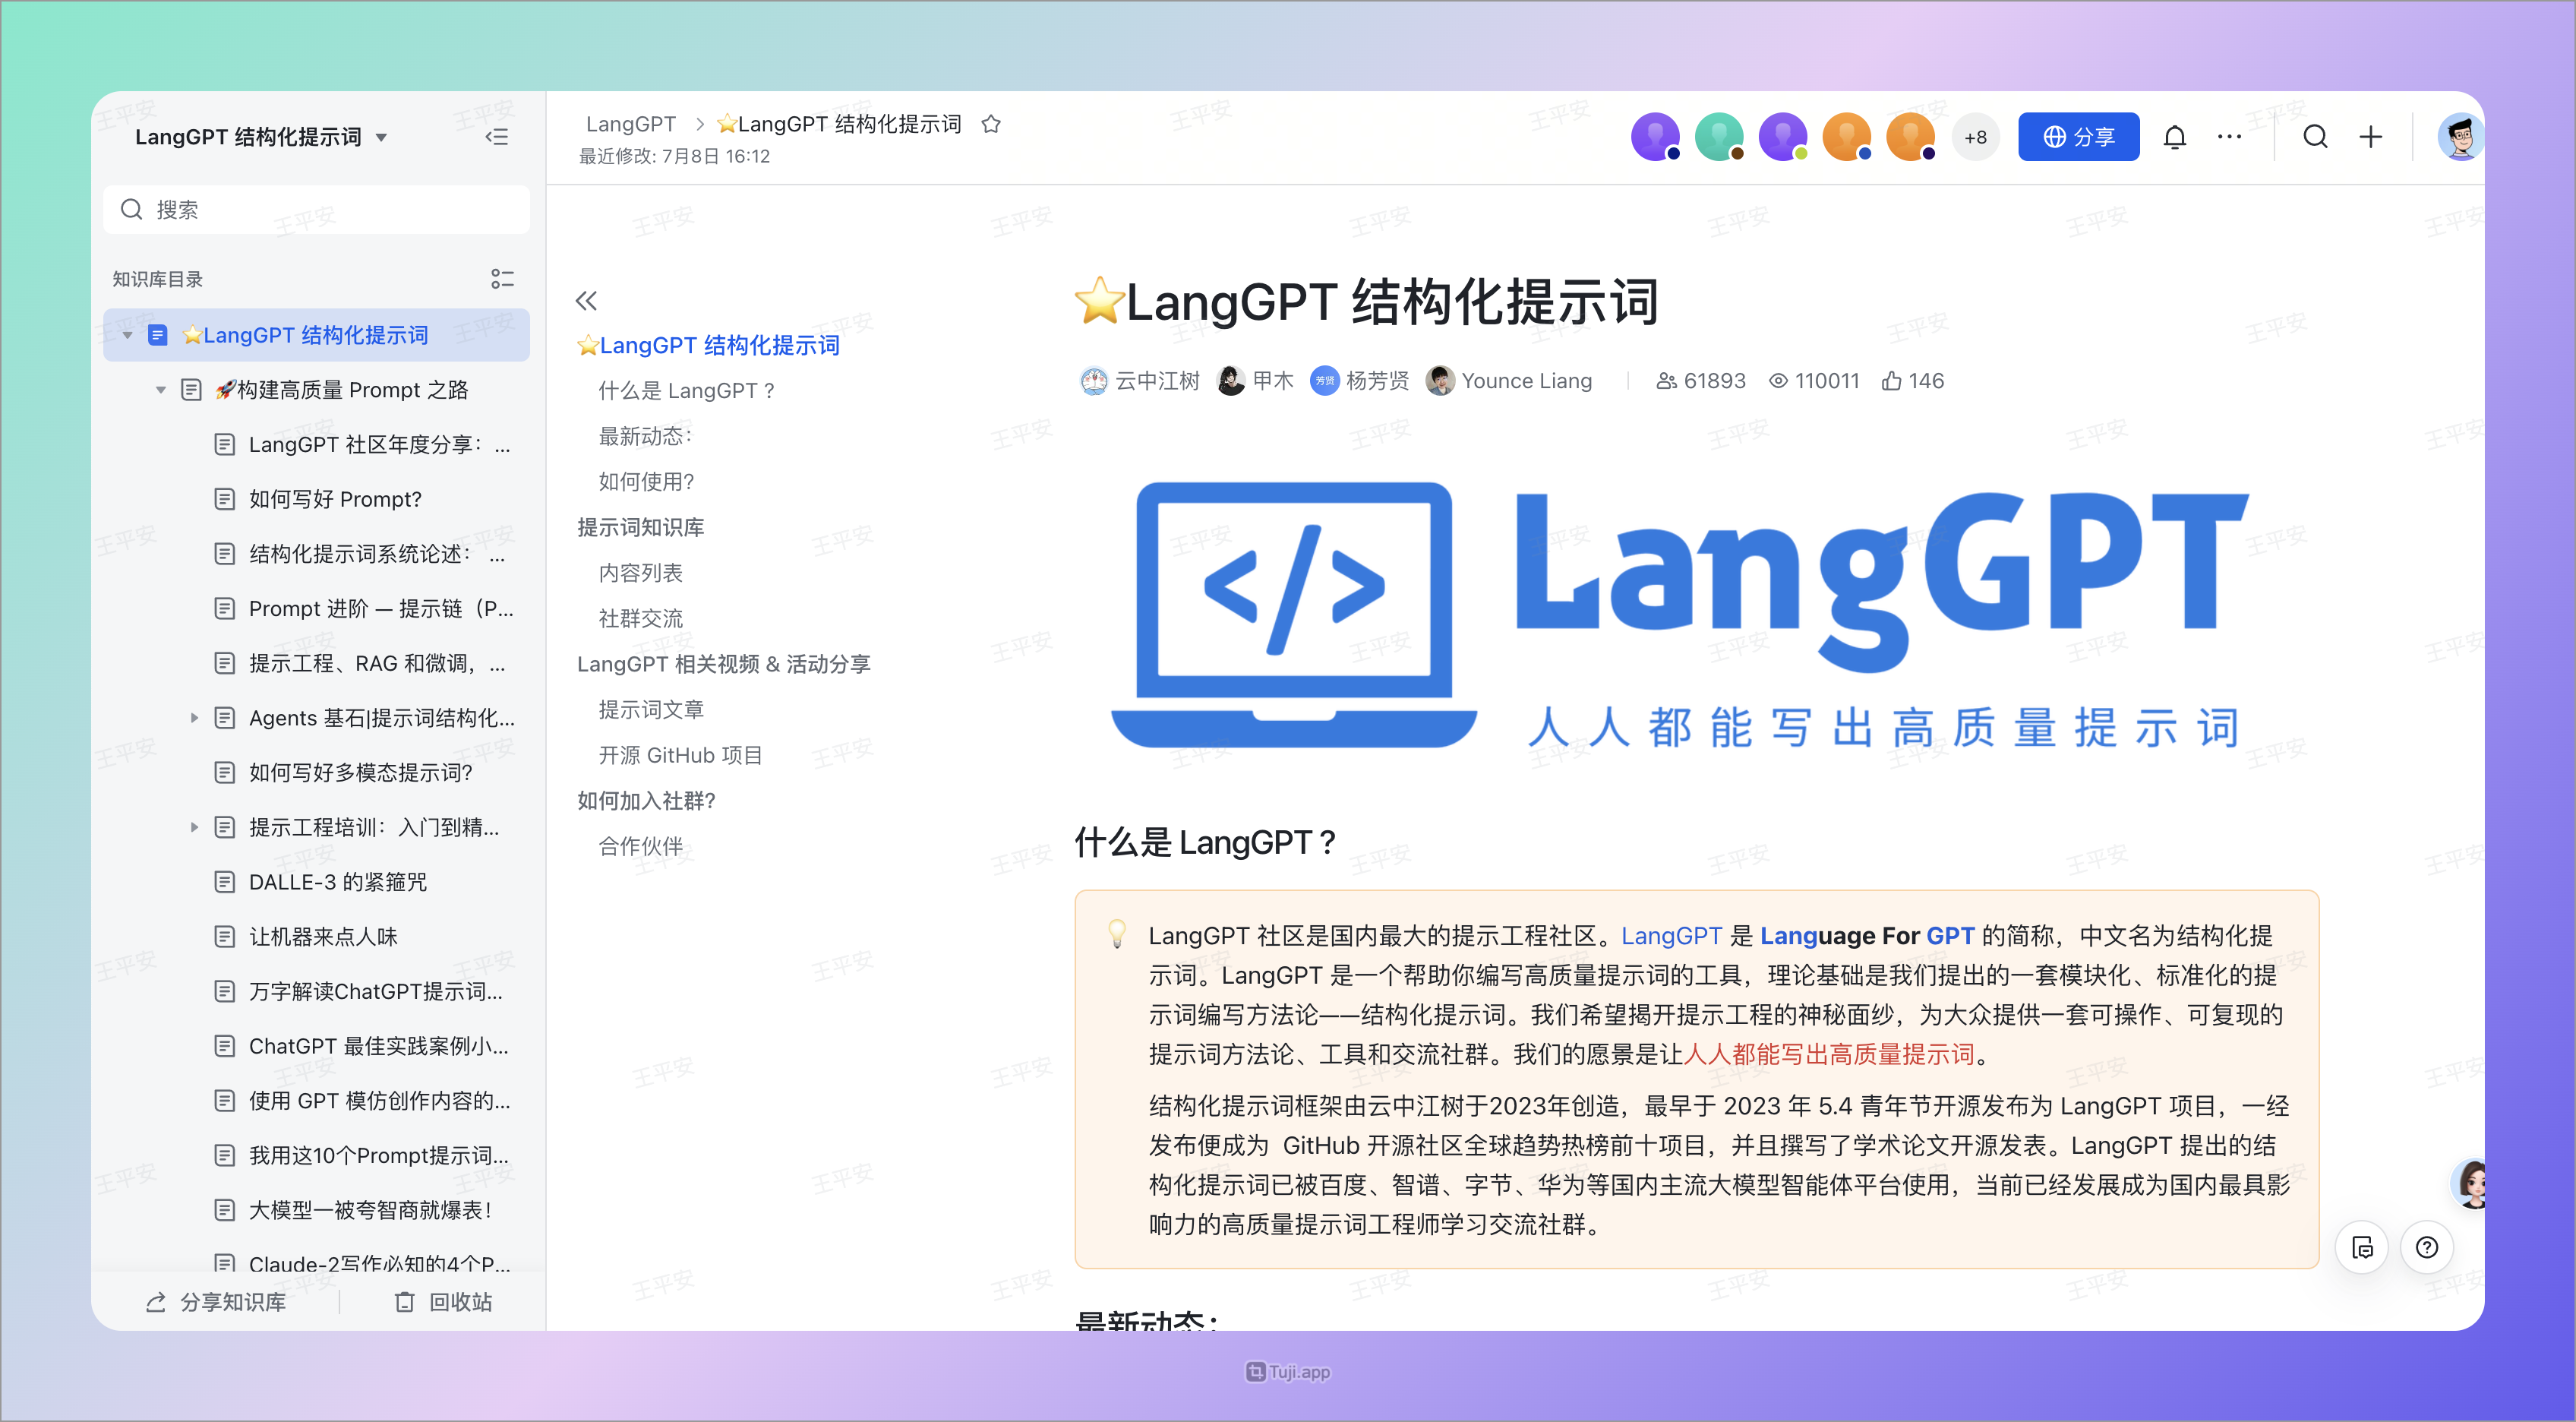 LangGPT 结构化提示词
搜索
知识库目录
⭐LangGPT 结构化提示词
🚀构建高质量 Prompt 之路
LangGPT 社区年度分享：...
如何写好 Prompt?
结构化提示词系统论述： ...
Prompt 进阶 — 提示链（P...
提示工程、RAG 和微调，...
Agents 基石|提示词结构化...
如何写好多模态提示词?
提示工程培训：入门到精...
DALLE-3 的紧箍咒
让机器来点人味
万字解读ChatGPT提示词...
ChatGPT 最佳实践案例小...
使用 GPT 模仿创作内容的...
我用这10个Prompt提示词...
大模型一被夸智商就爆表！
Claude-2写作必知的4个P...
分享知识库
回收站
LangGPT > ⭐LangGPT 结构化提示词
最近修改: 7月8日 16:12
+8
分享
⭐LangGPT 结构化提示词
什么是 LangGPT ?
最新动态：
如何使用?
提示词知识库
内容列表
社群交流
LangGPT 相关视频 & 活动分享
提示词文章
开源 GitHub 项目
如何加入社群?
合作伙伴
⭐LangGPT 结构化提示词
云中江树 甲木 芳贤 杨芳贤 Younce Liang 61893 110011 146
</>
LangGPT
人人都能写出高质量提示词
什么是 LangGPT ?
LangGPT 社区是国内最大的提示工程社区。LangGPT 是 Language For GPT 的简称，中文名为结构化提
示词。LangGPT 是一个帮助你编写高质量提示词的工具，理论基础是我们提出的一套模块化、标准化的提
示词编写方法论——结构化提示词。我们希望揭开提示工程的神秘面纱，为大众提供一套可操作、可复现的
提示词方法论、工具和交流社群。我们的愿景是让人人都能写出高质量提示词。
结构化提示词框架由云中江树于2023年创造，最早于 2023 年 5.4 青年节开源发布为 LangGPT 项目，一经
发布便成为 GitHub 开源社区全球趋势热榜前十项目，并且撰写了学术论文开源发表。LangGPT 提出的结
构化提示词已被百度、智谱、字节、华为等国内主流大模型智能体平台使用，当前已经发展成为国内最具影
响力的高质量提示词工程师学习交流社群。
最新动态：
王平安
Tuji.app